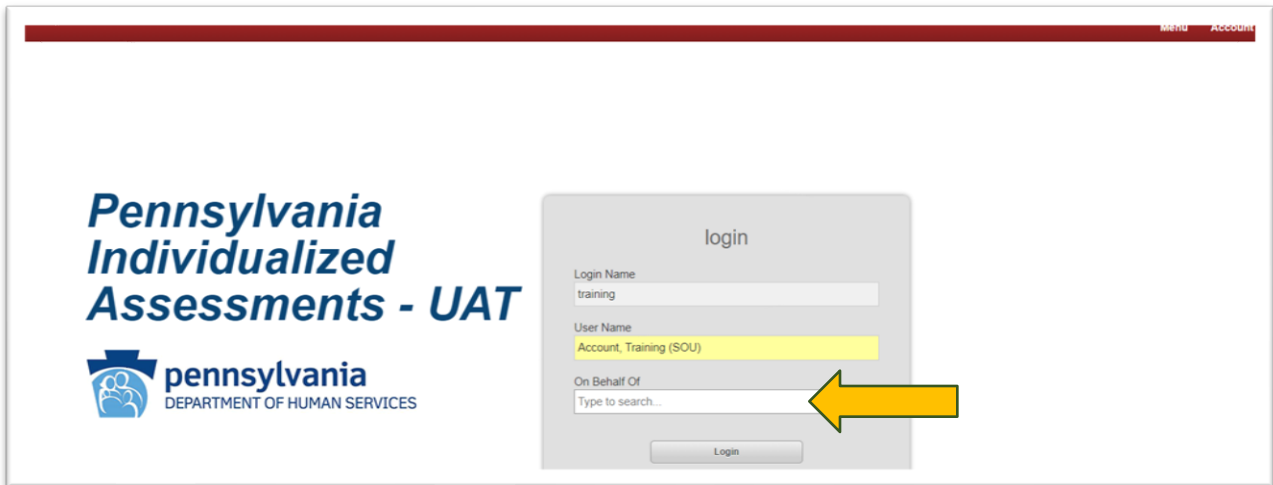 Menu Account
Pennsylvania
Individualized
Assessments - UAT
pennsylvania
DEPARTMENT OF HUMAN SERVICES
login
Login Name
training
User Name
Account, Training (SOU)
On Behalf Of
Type to search...
Login